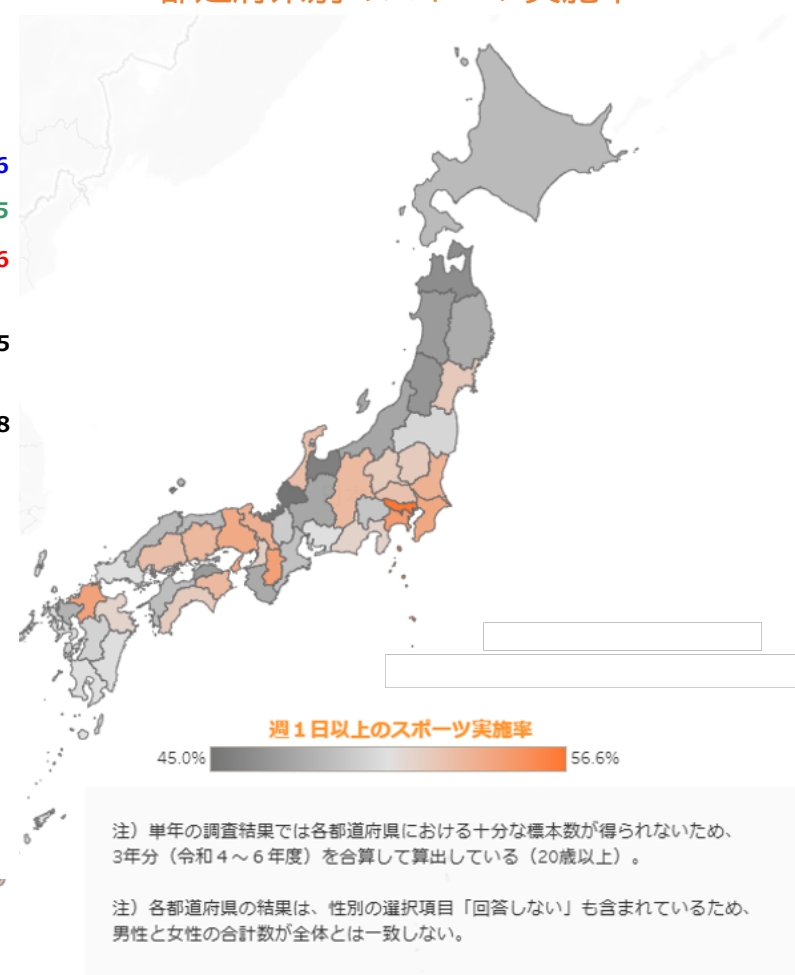 6
5
6
5
8
週１日以上のスポーツ実施率
45.0%
56.6%
注）単年の調査結果では各都道府県における十分な標本数が得られないため、
3年分（令和４～６年度）を合算して算出している（20歳以上）。
注）各都道府県の結果は、性別の選択項目「回答しない」も含まれているため、
男性と女性の合計数が全体とは一致しない。